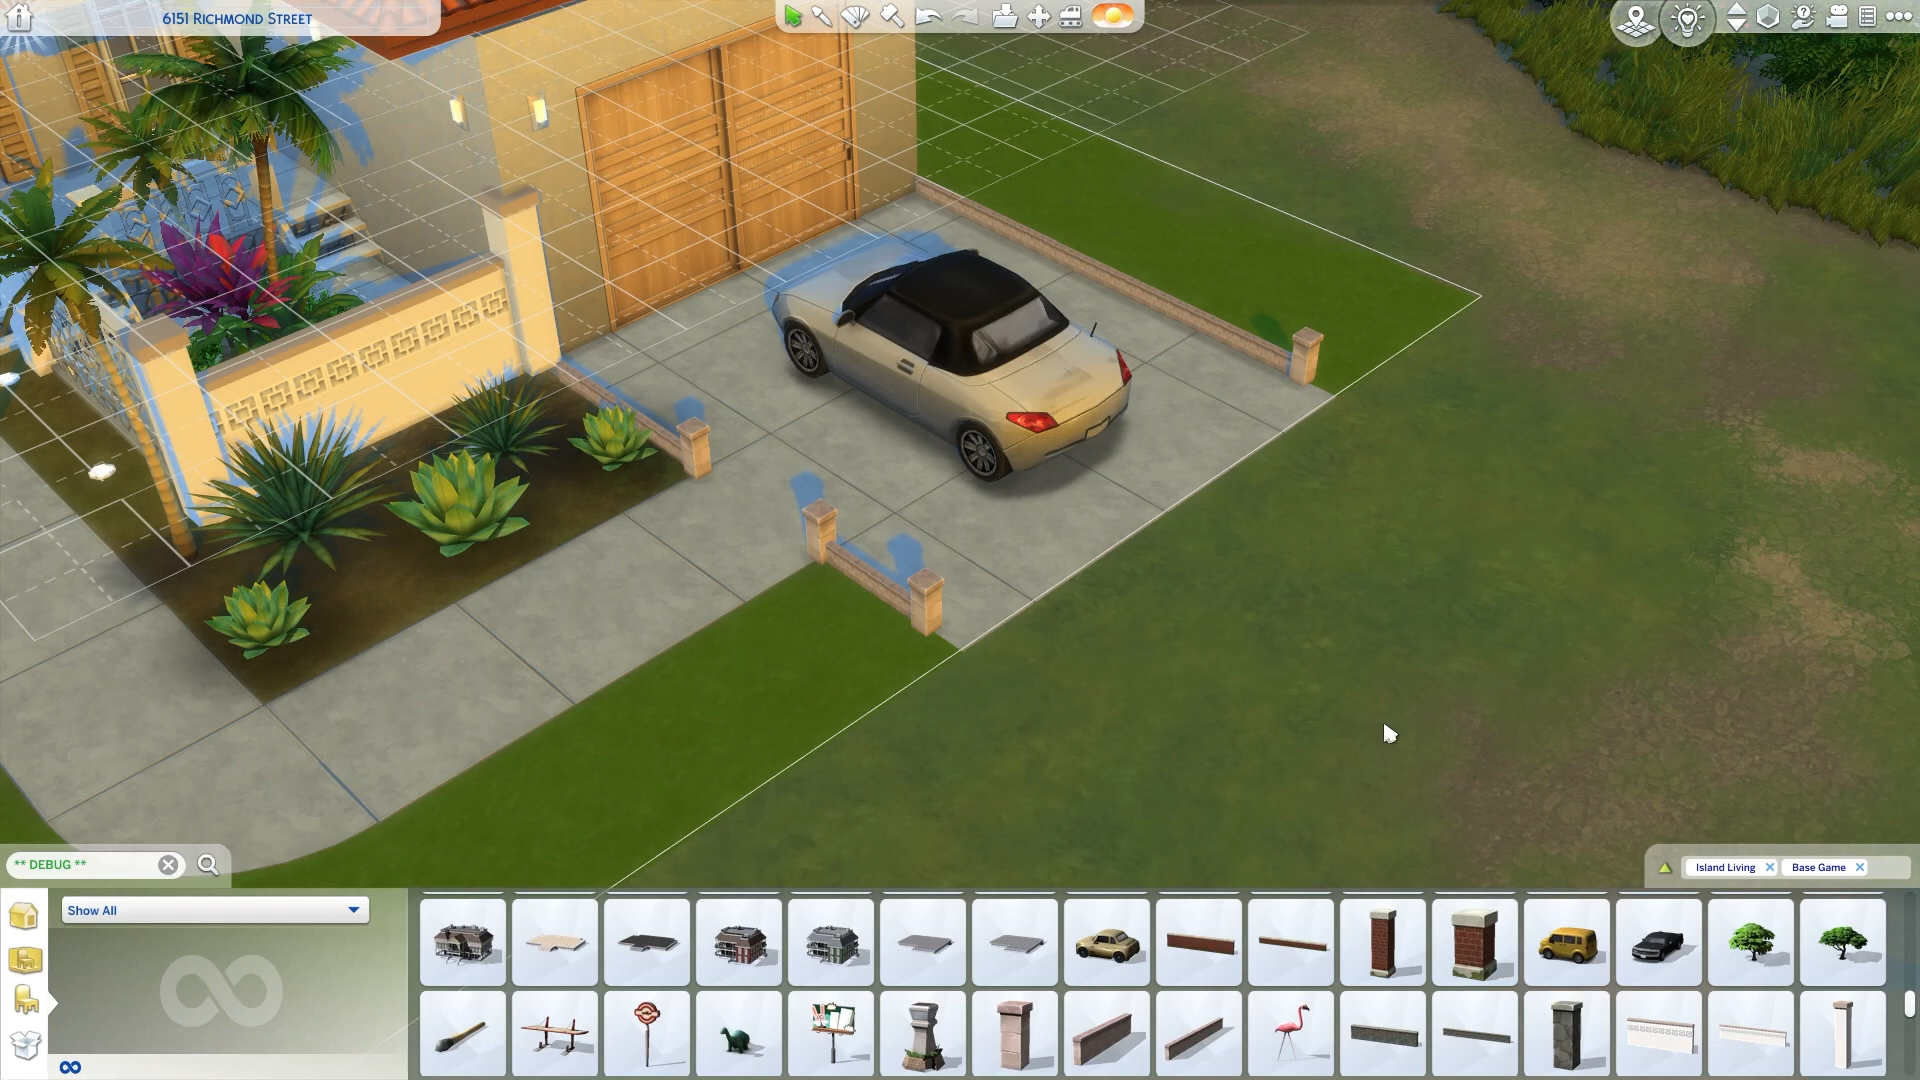 6151 Richmond Street
** DEBUG **
Island Living
Base Game
Show All